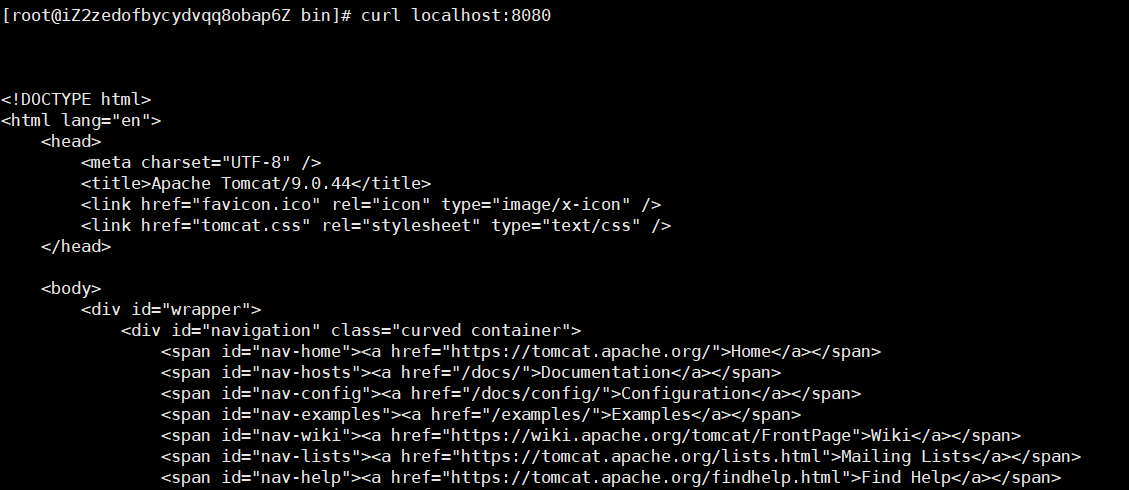 [root@iZ2zedofbycydvqq8obap6Z bin]# curl localhost:8080
<!DOCTYPE html>
<html lang="en">
    <head>
        <meta charset="UTF-8" />
        <title>Apache Tomcat/9.0.44</title>
        <link href="favicon.ico" rel="icon" type="image/x-icon" />
        <link href="tomcat.css" rel="stylesheet" type="text/css" />
    </head>
    <body>
        <div id="wrapper">
            <div id="navigation" class="curved container">
                <span id="nav-home"><a href="https://tomcat.apache.org/">Home</a></span>
                <span id="nav-hosts"><a href="/docs/">Documentation</a></span>
                <span id="nav-config"><a href="/docs/config/">Configuration</a></span>
                <span id="nav-examples"><a href="/examples/">Examples</a></span>
                <span id="nav-wiki"><a href="https://wiki.apache.org/tomcat/FrontPage">Wiki</a></span>
                <span id="nav-lists"><a href="https://tomcat.apache.org/lists.html">Mailing Lists</a></span>
                <span id="nav-help"><a href="https://tomcat.apache.org/findhelp.html">Find Help</a></span>